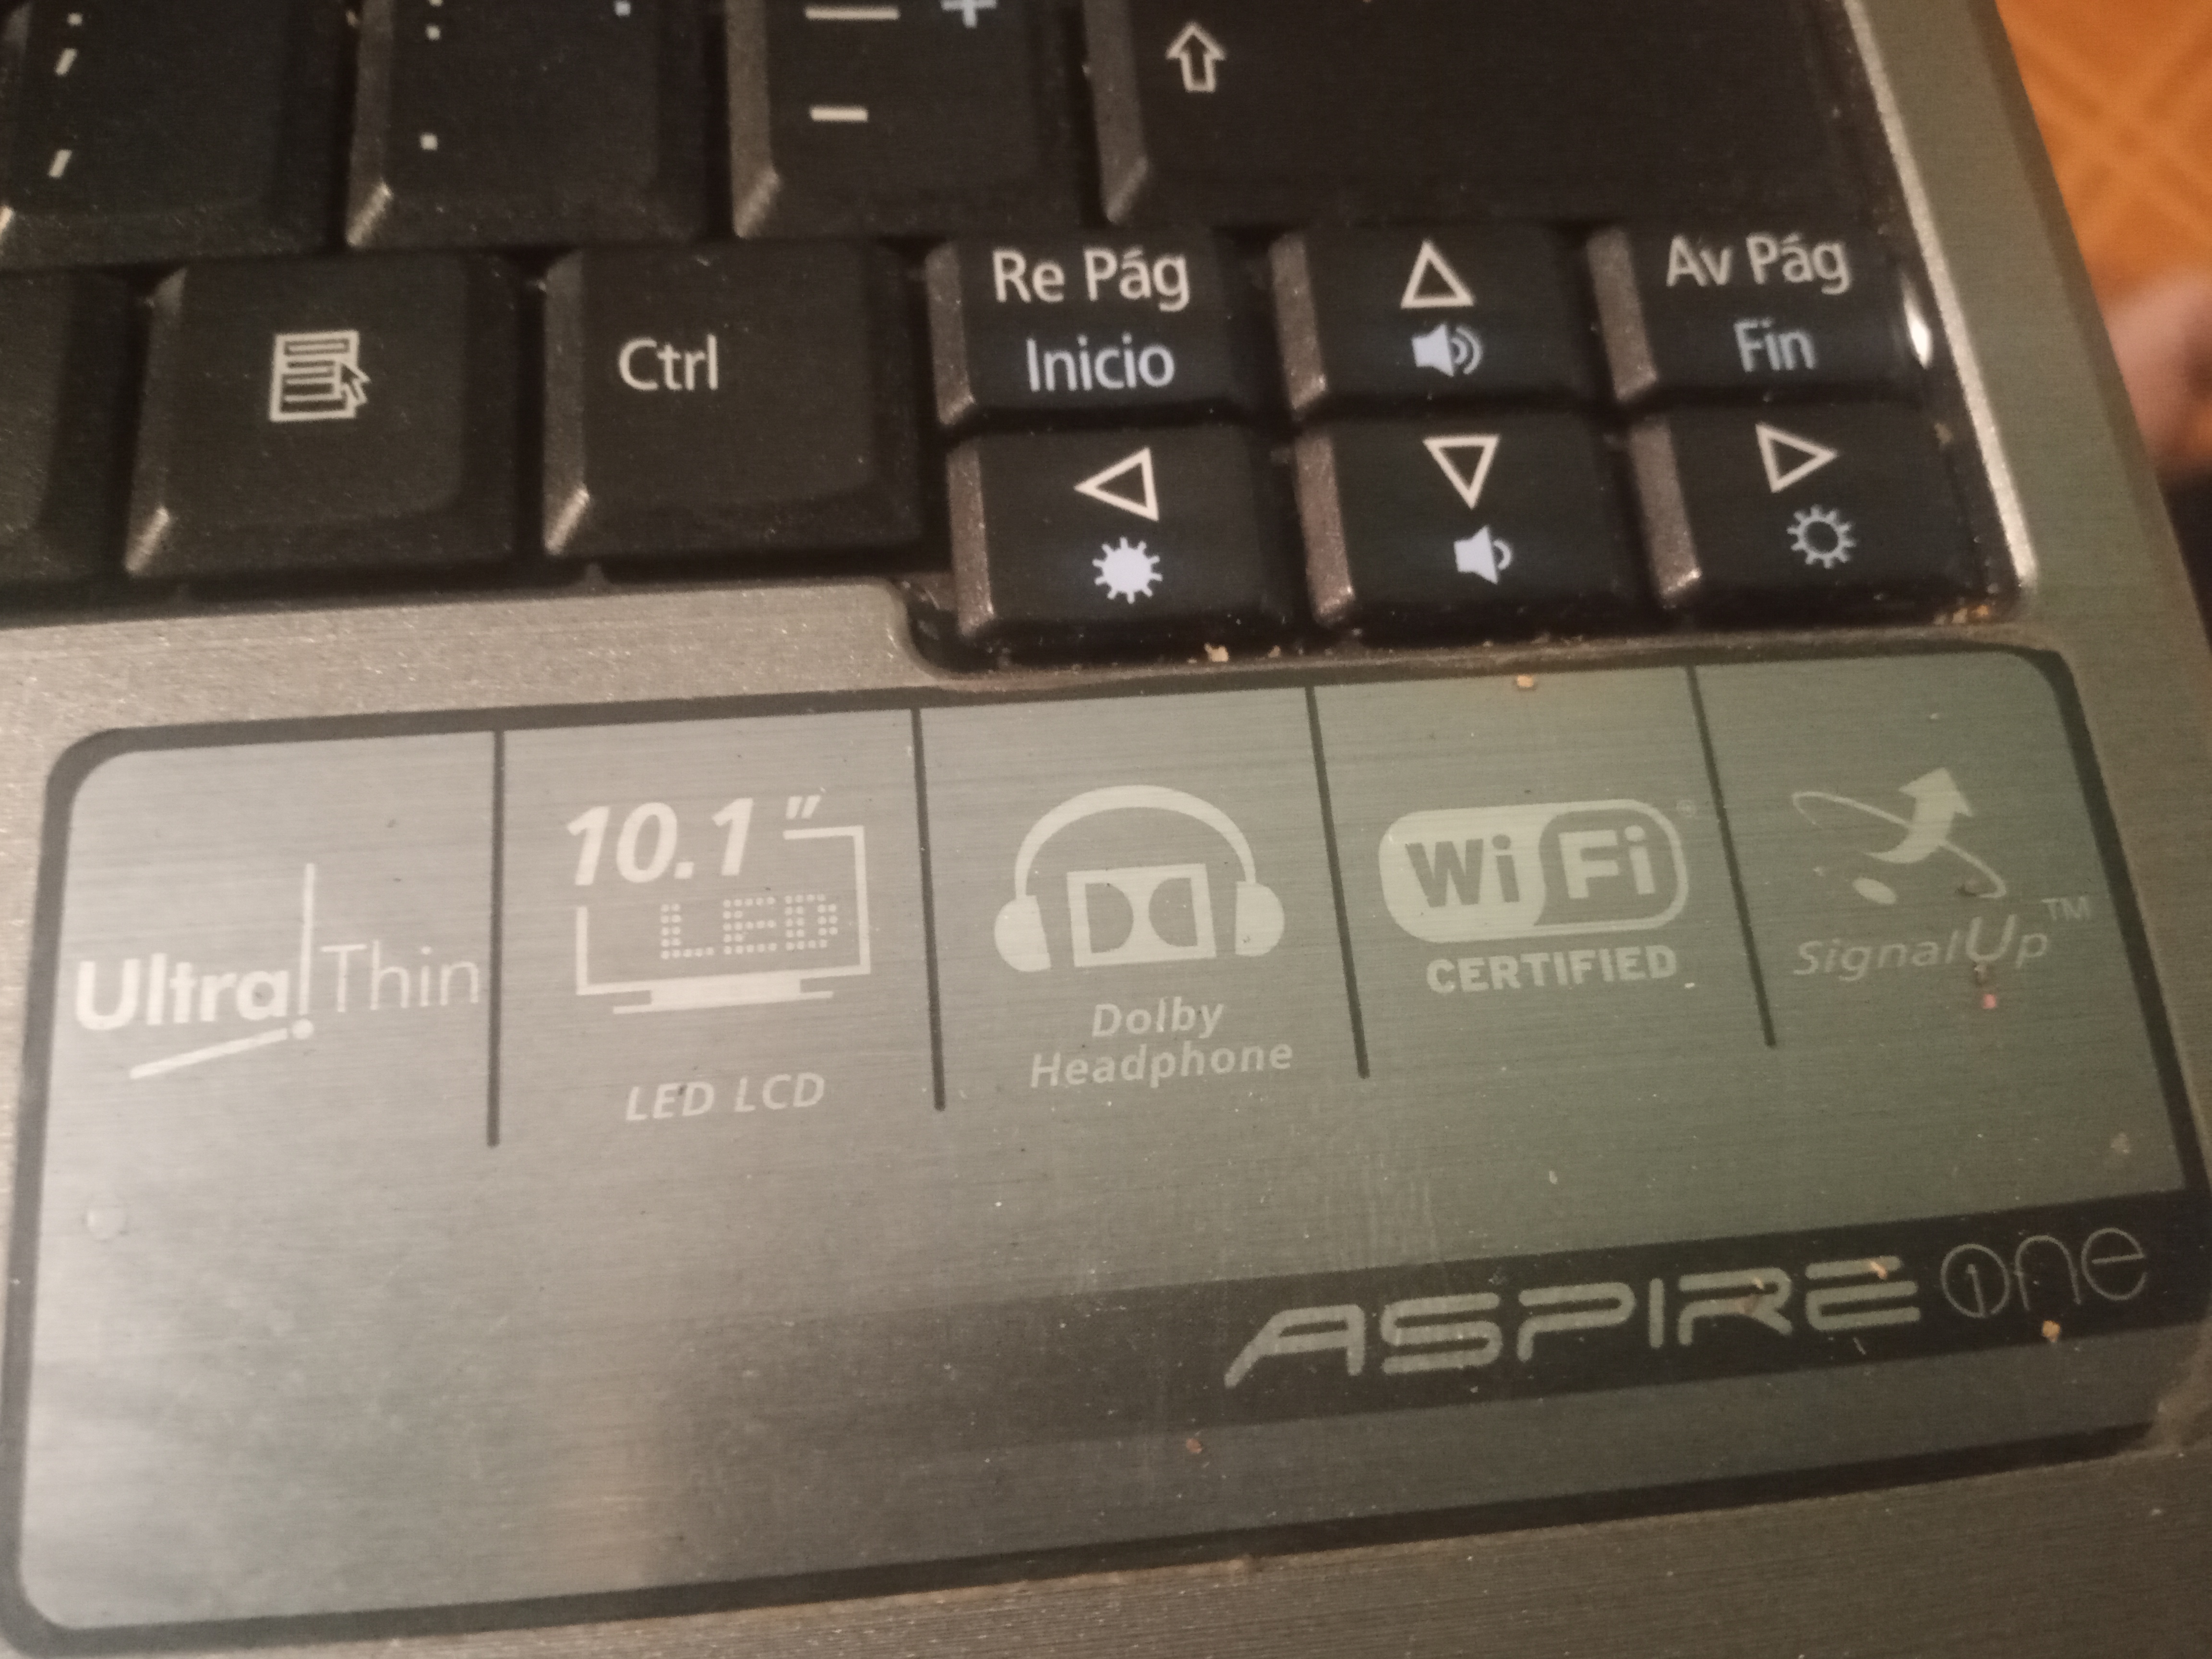 ; ,
: .
_ -
+
Ctrl
Re Pág
Inicio
Av Pág
Fin
Ultra Thin
10.1"
LED
LED LCD
Dolby
Headphone
Wi Fi ®
CERTIFIED
SignalUp™
ASPIRE one